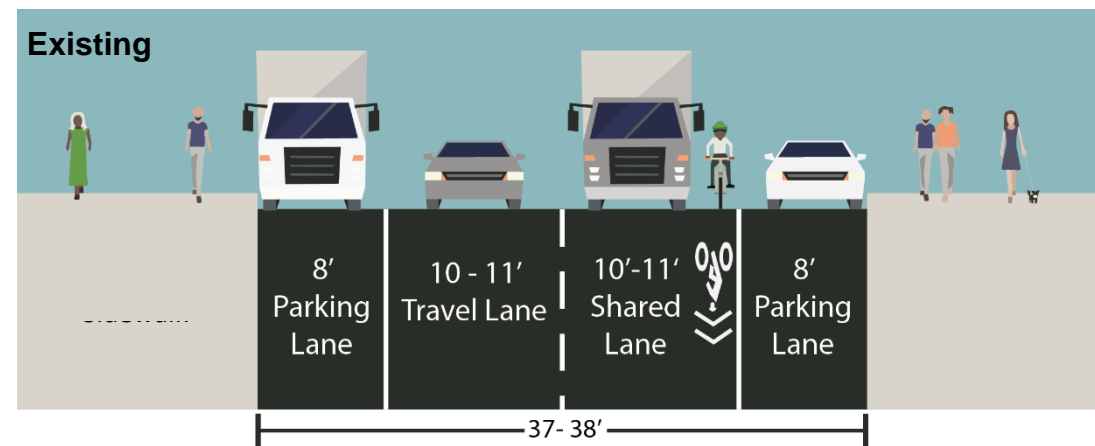 Existing
8’
Parking
Lane
10 - 11’
Travel Lane
10’-11‘
Shared
Lane
8’
Parking
Lane
37- 38’